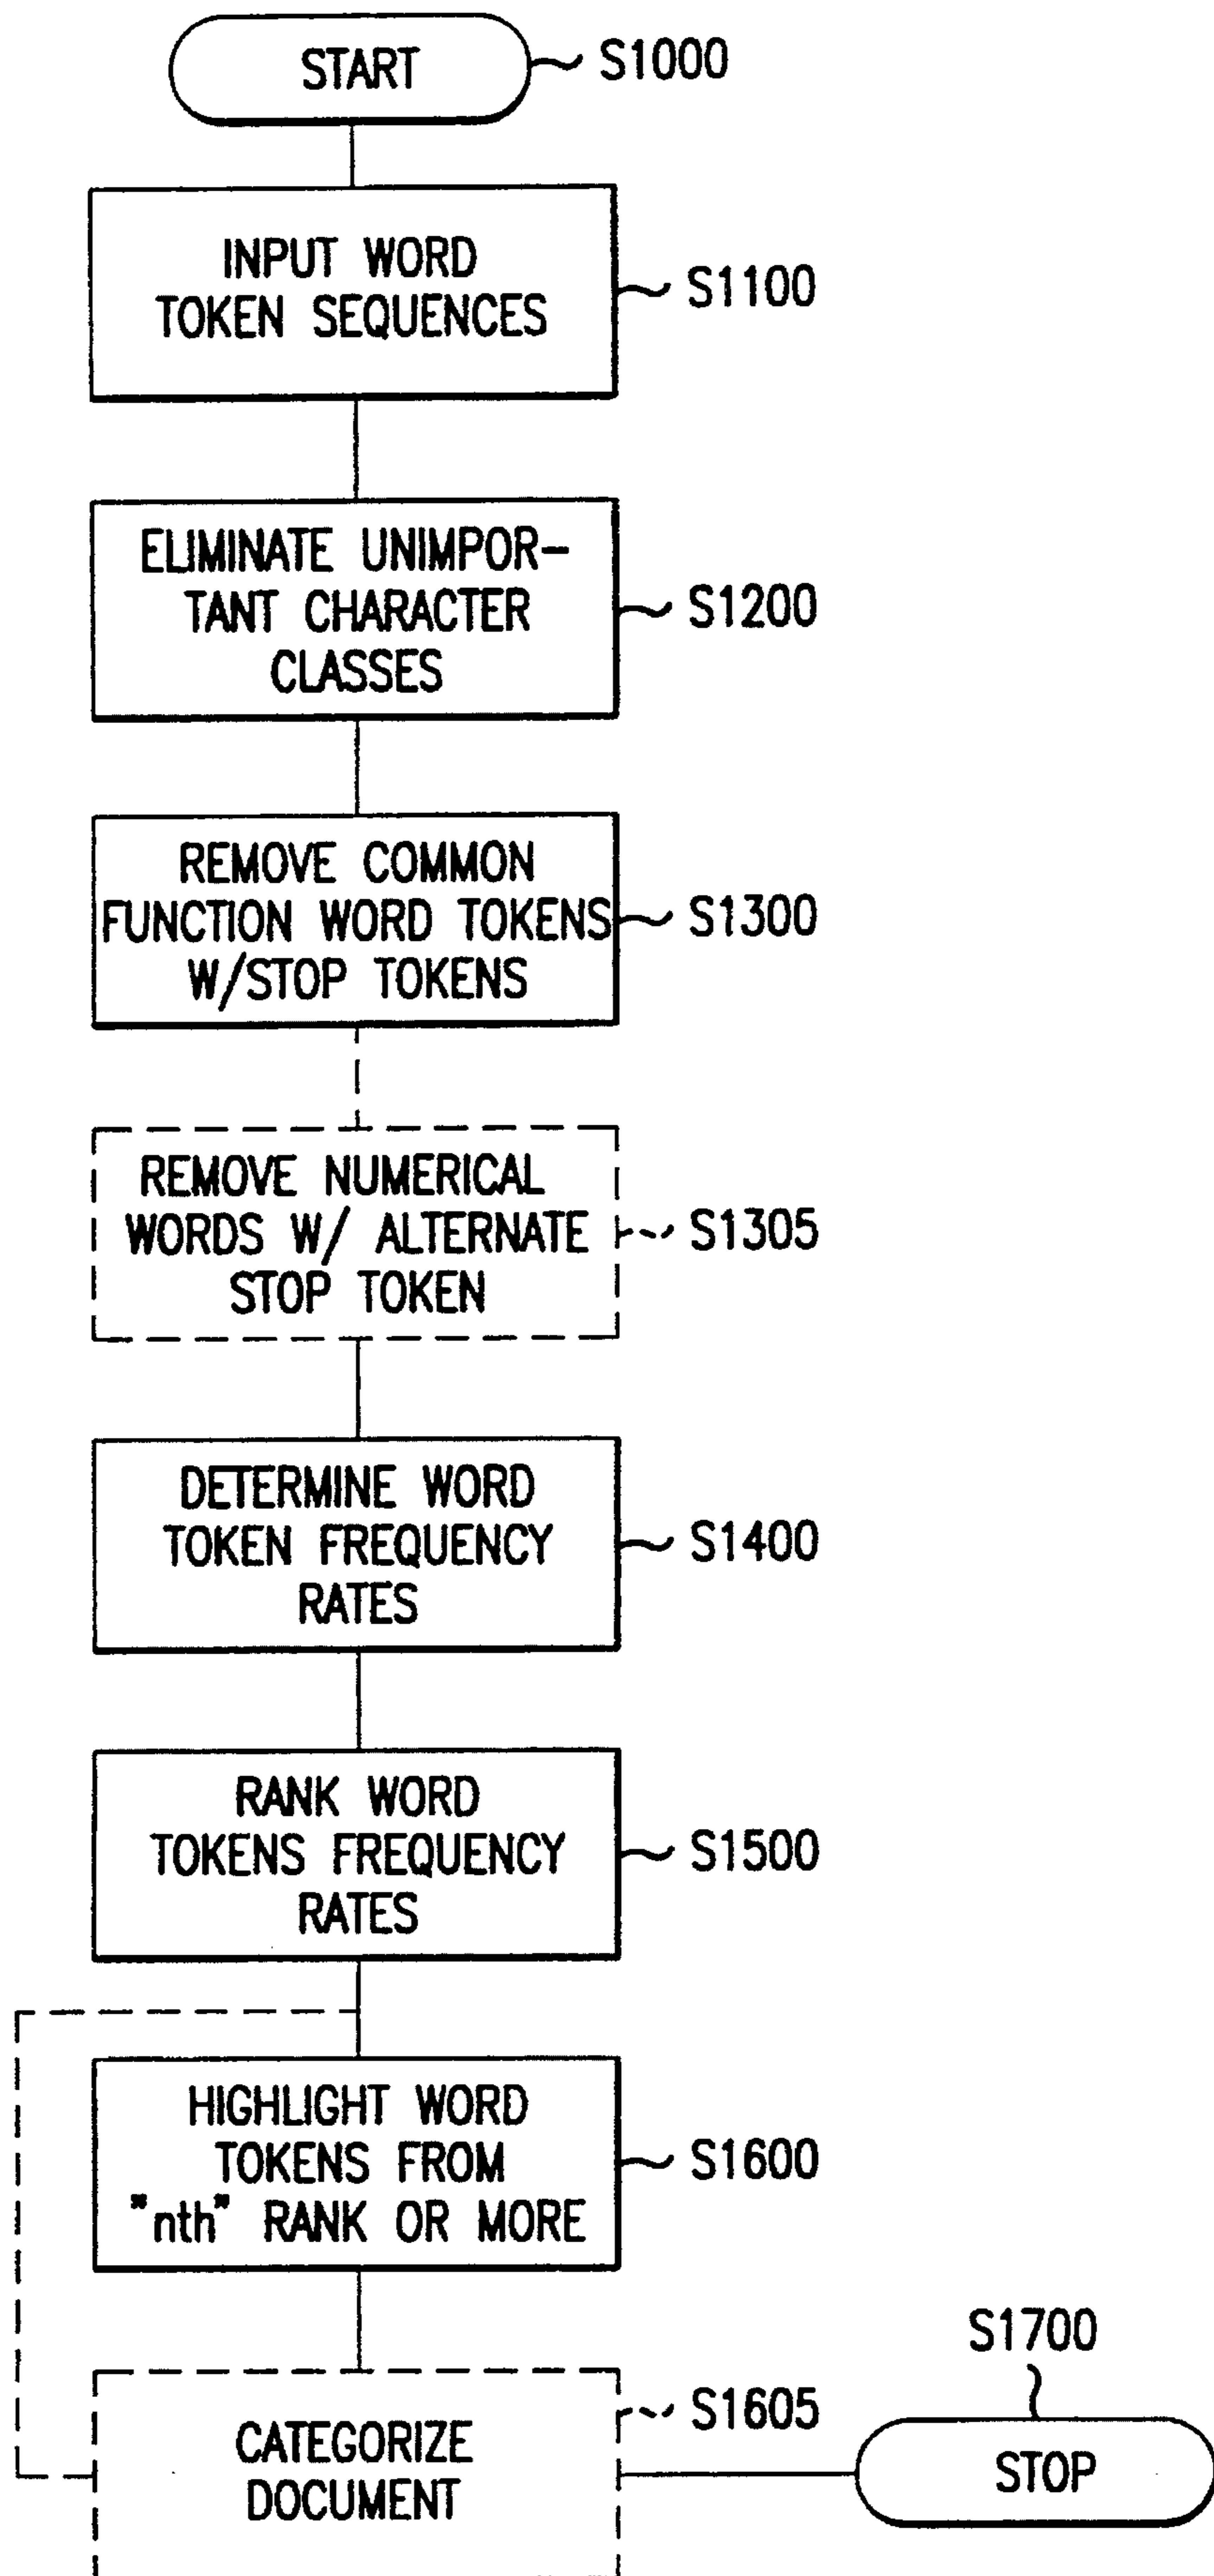 START
S1000
INPUT WORD
TOKEN SEQUENCES
S1100
ELIMINATE UNIMPOR-
TANT CHARACTER
CLASSES
S1200
REMOVE COMMON
FUNCTION WORD TOKENS
W/STOP TOKENS
S1300
REMOVE NUMERICAL
WORDS W/ ALTERNATE
STOP TOKEN
S1305
DETERMINE WORD
TOKEN FREQUENCY
RATES
S1400
RANK WORD
TOKENS FREQUENCY
RATES
S1500
HIGHLIGHT WORD
TOKENS FROM
"nth" RANK OR MORE
S1600
CATEGORIZE
DOCUMENT
S1605
S1700
STOP